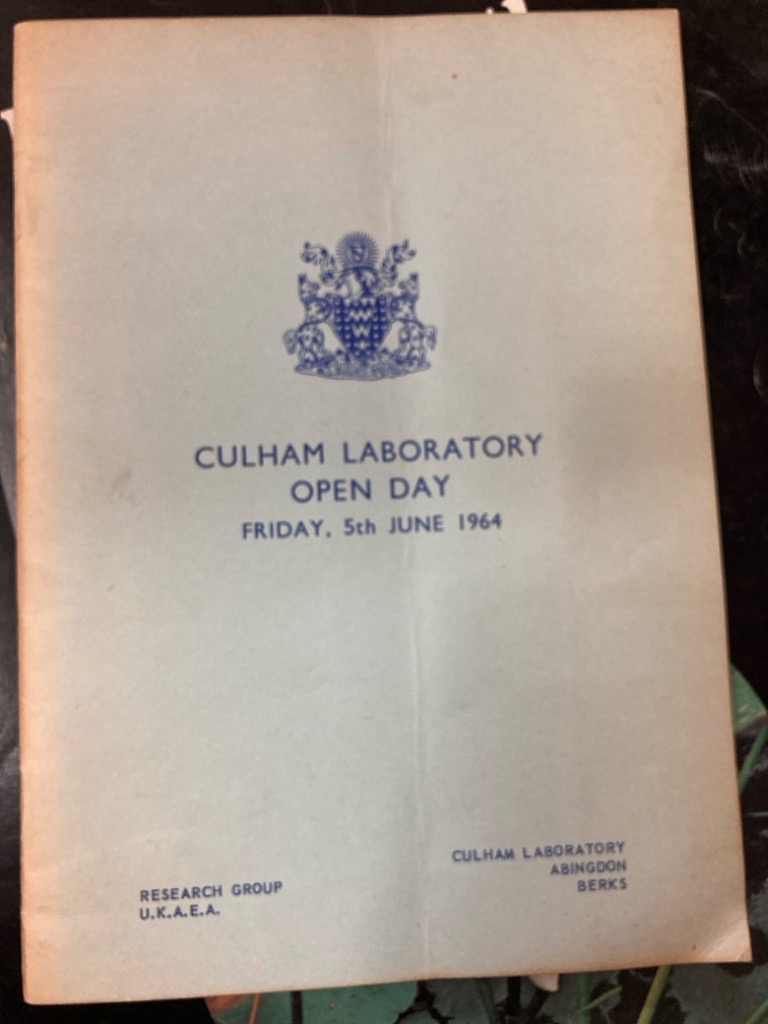 CULHAM LABORATORY
OPEN DAY
FRIDAY, 5th JUNE 1964
RESEARCH GROUP
U.K.A.E.A.
CULHAM LABORATORY
ABINGDON
BERKS